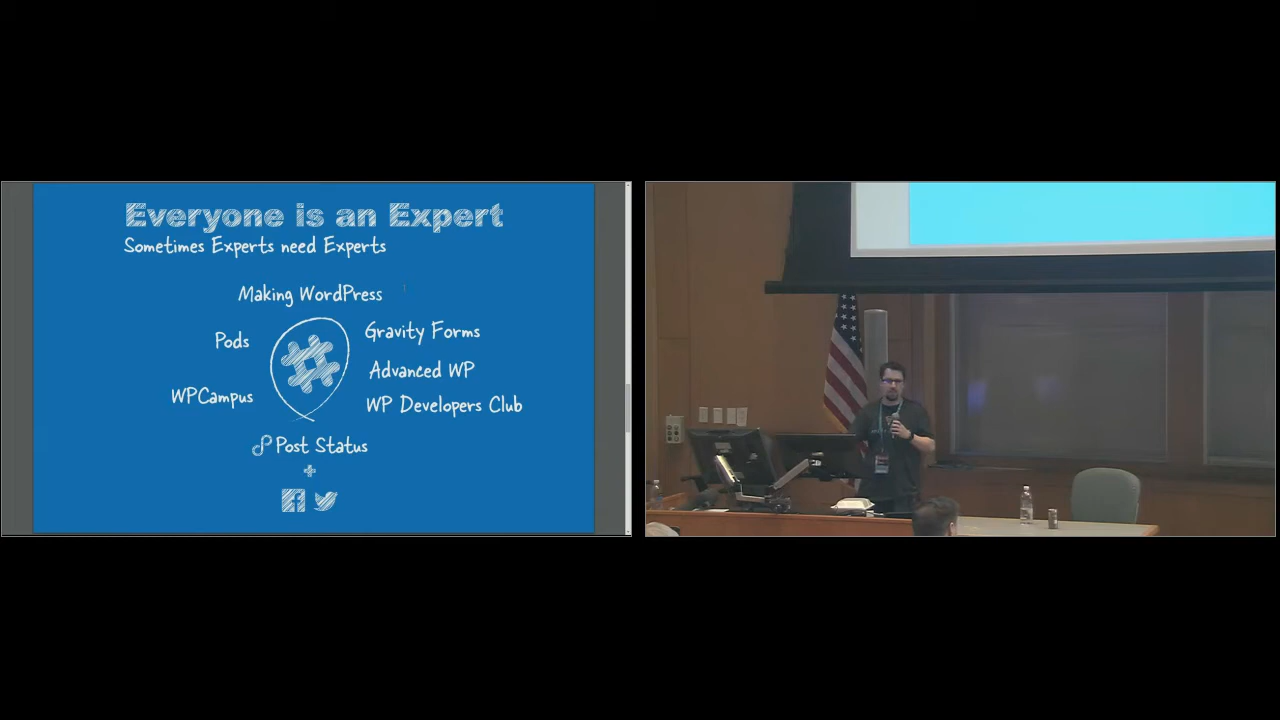 Everyone is an Expert
Sometimes Experts need Experts
Making WordPress
Pods
Gravity Forms
Advanced WP
WPCampus
WP Developers Club
Post Status
+